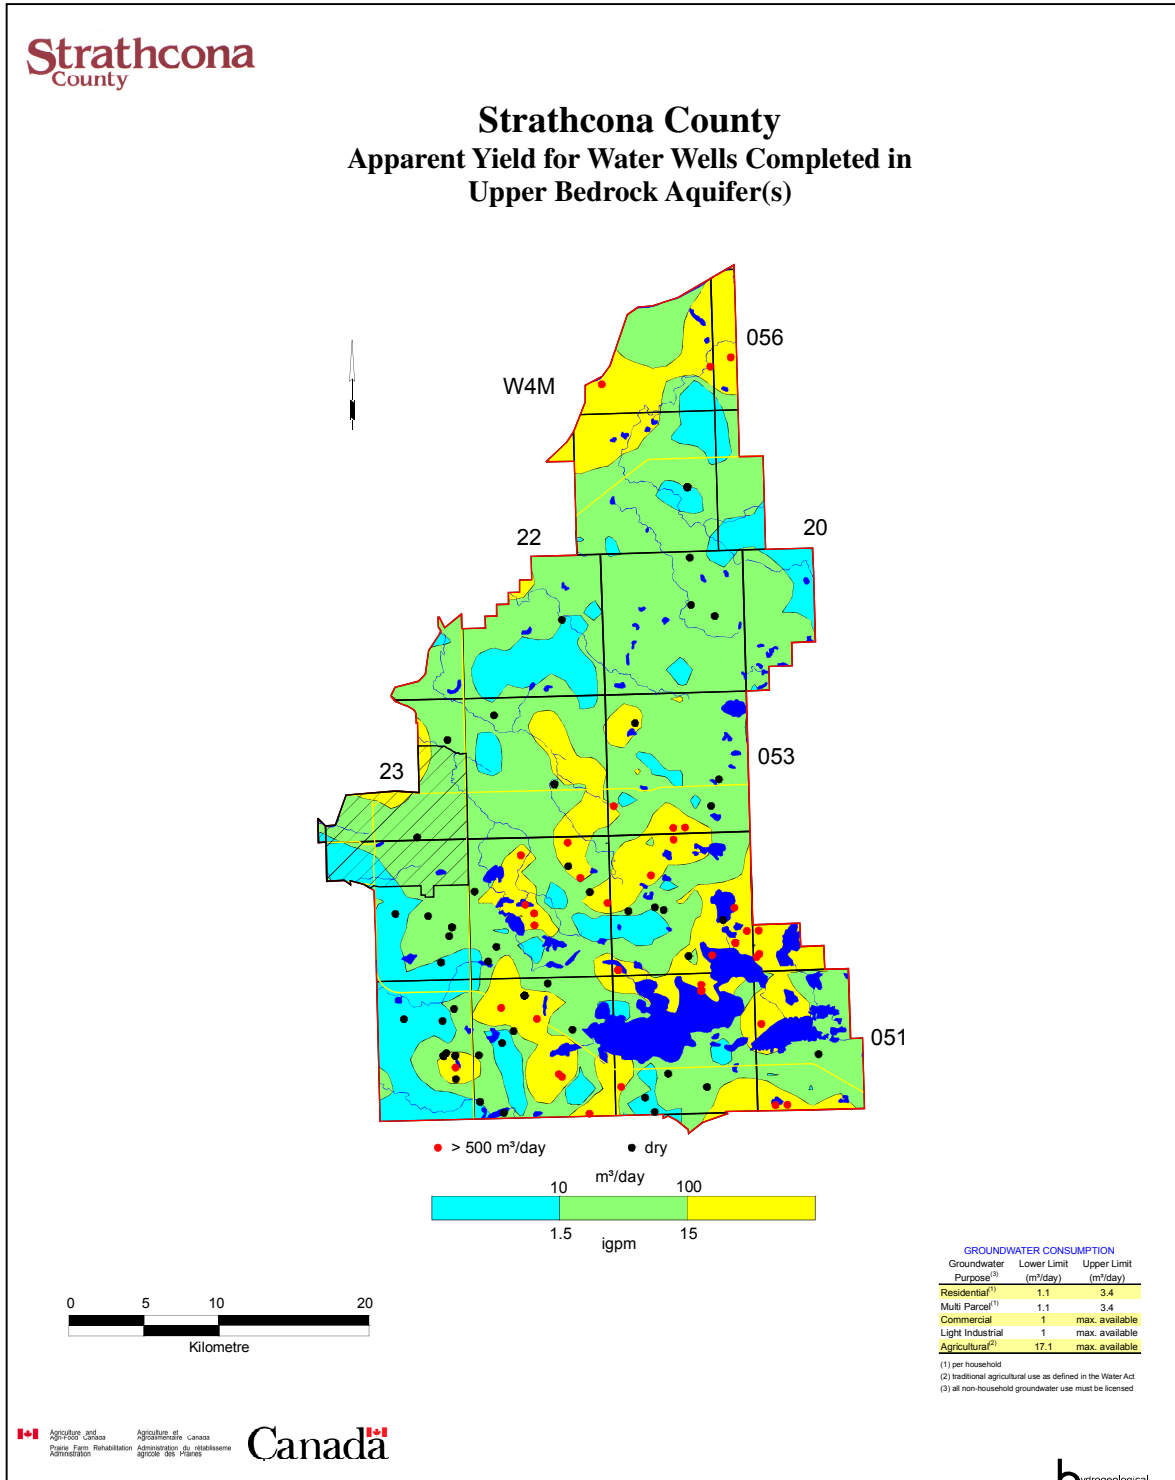 Strathcona
County
Strathcona County
Apparent Yield for Water Wells Completed in
Upper Bedrock Aquifer(s)
056
W4M
22
20
053
23
051
> 500 m³/day
dry
m³/day
10
100
1.5
15
igpm
GROUNDWATER CONSUMPTION
Groundwater Lower Limit Upper Limit
Purpose(3) (m³/day) (m³/day)
Residential(1) 1.1 3.4
Multi Parcel(1) 1.1 3.4
Commercial 1 max. available
Light Industrial 1 max. available
Agricultural(2) 17.1 max. available
(1) per household
(2) traditional agricultural use as defined in the Water Act
(3) all non-household groundwater use must be licensed
0 5 10 20
Kilometre
Agriculture and Agriculture et
Agri-Food Canada Agroalimentaire Canada
Prairie Farm Rehabilitation Administration du rétablisseme
Administration agricole des Prairies
Canada
hydrogeological